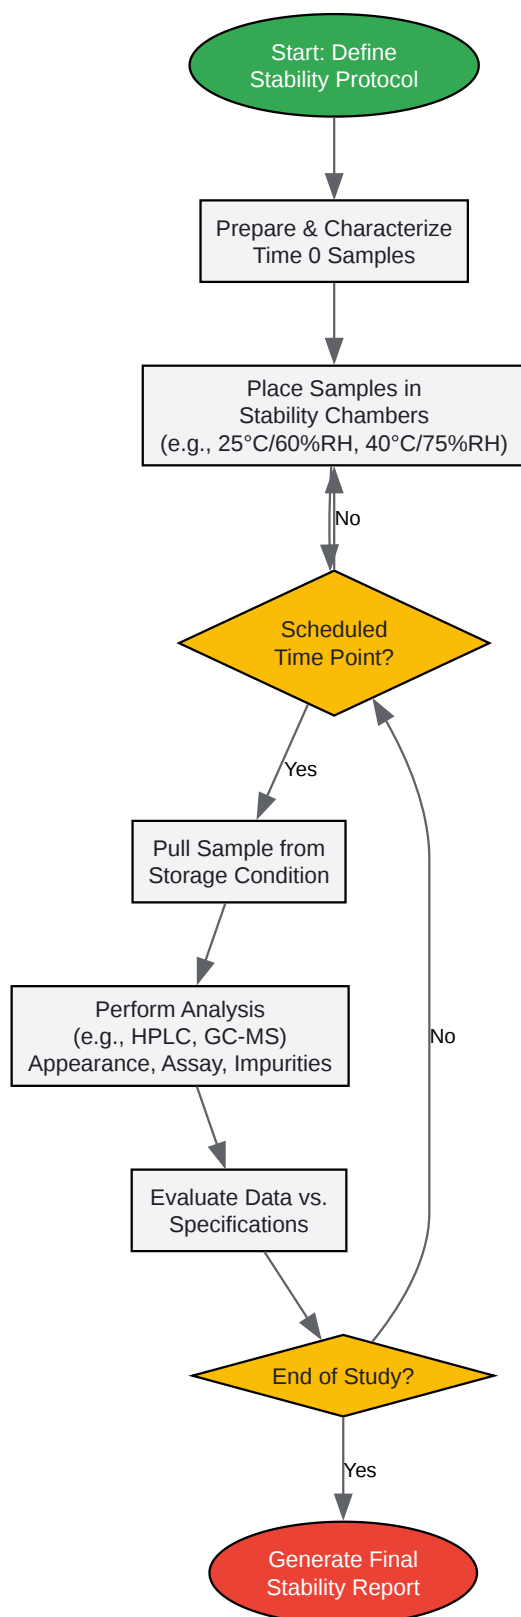 Start: Define
Stability Protocol
Prepare & Characterize
Time 0 Samples
Place Samples in
Stability Chambers
(e.g., 25°C/60%RH, 40°C/75%RH)
No
Scheduled
Time Point?
Yes
Pull Sample from
Storage Condition
Perform Analysis
(e.g., HPLC, GC-MS)
Appearance, Assay, Impurities
No
Evaluate Data vs.
Specifications
End of Study?
Yes
Generate Final
Stability Report